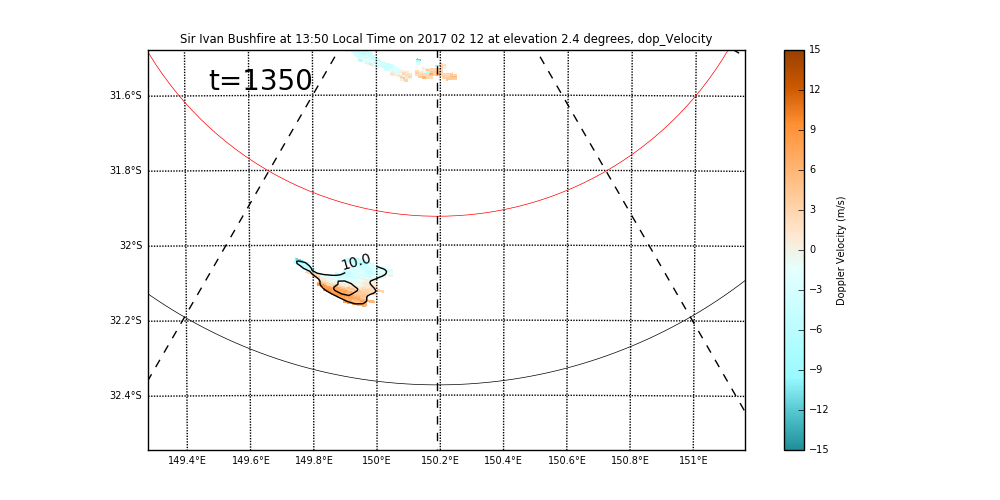 Sir Ivan Bushfire at 13:50 Local Time on 2017 02 12 at elevation 2.4 degrees, dop_Velocity
t=1350
31.6°S
31.8°S
32°S
32.2°S
32.4°S
10.0
149.4°E 149.6°E 149.8°E 150°E 150.2°E 150.4°E 150.6°E 150.8°E 151°E
15
12
9
6
3
0
−3
−6
−9
−12
−15
Doppler Velocity (m/s)